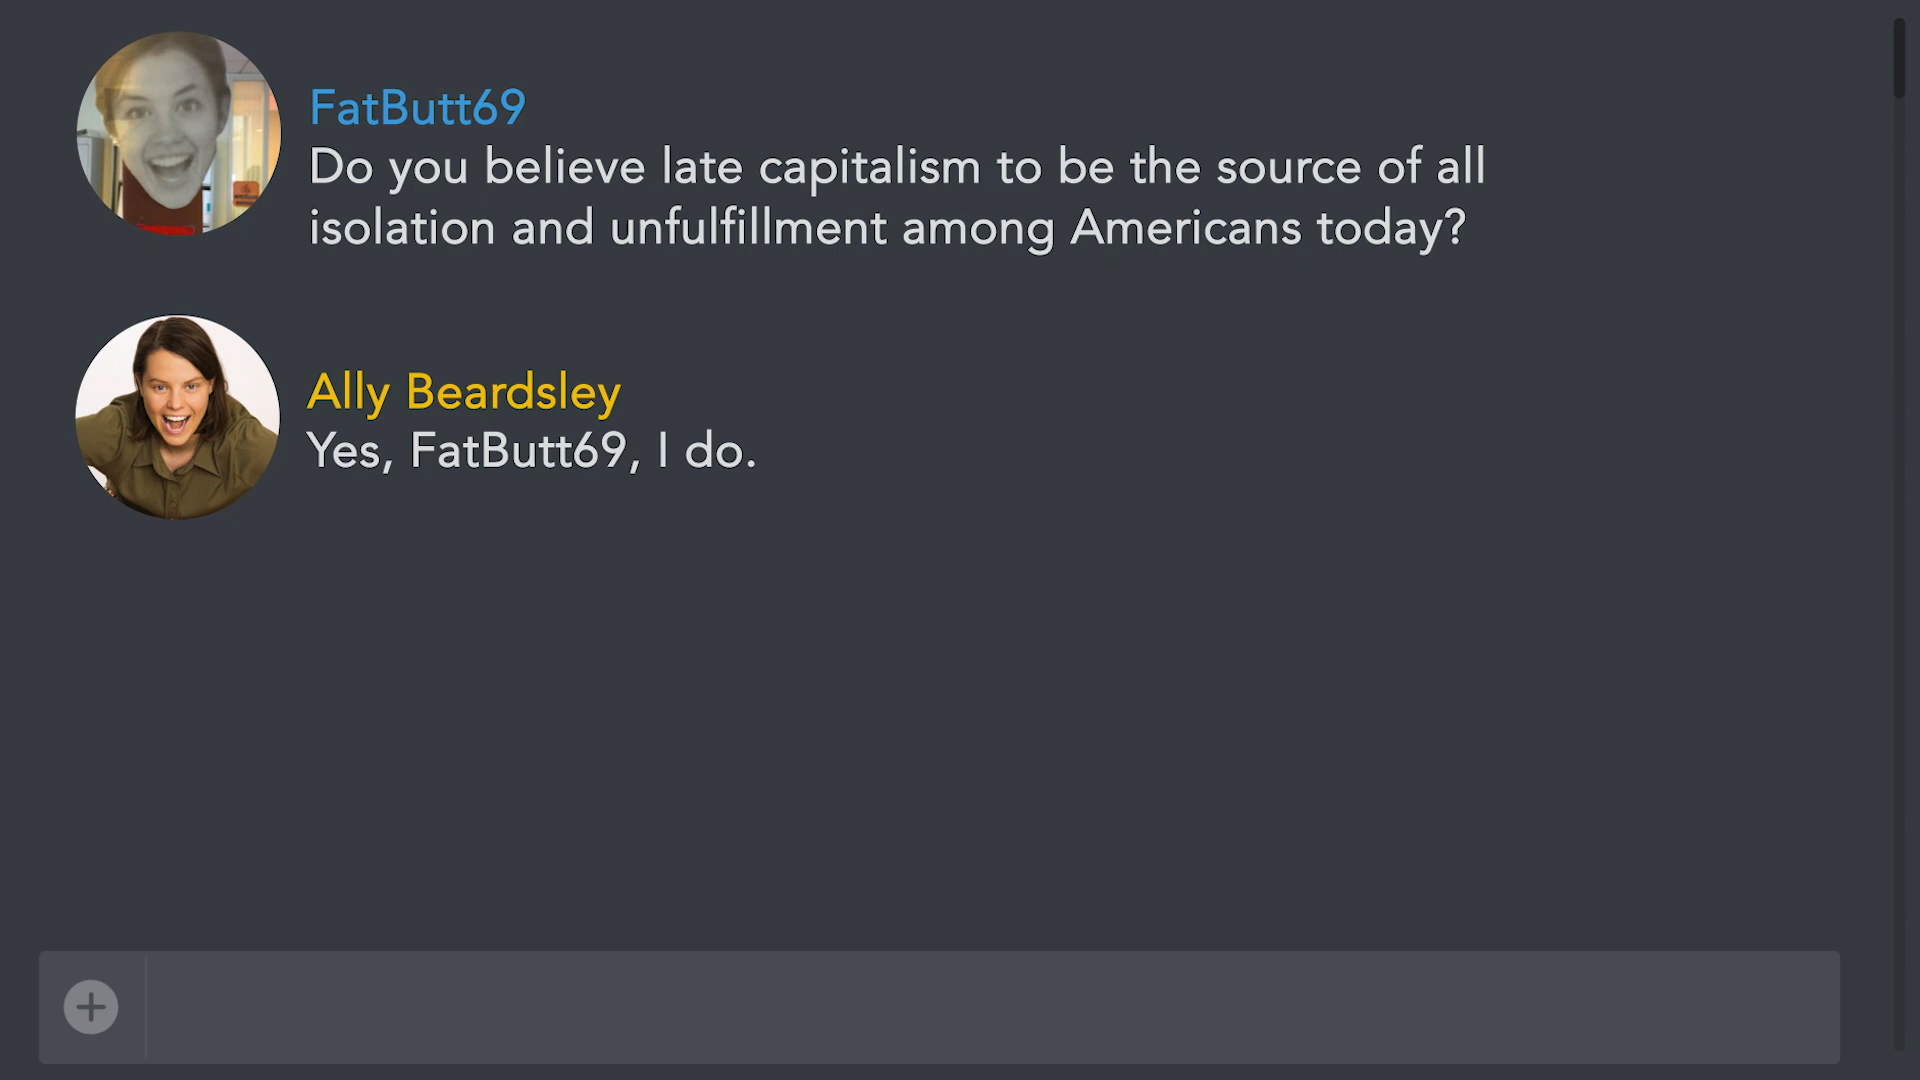 FatButt69
Do you believe late capitalism to be the source of all
isolation and unfulfillment among Americans today?
Ally Beardsley
Yes, FatButt69, I do.